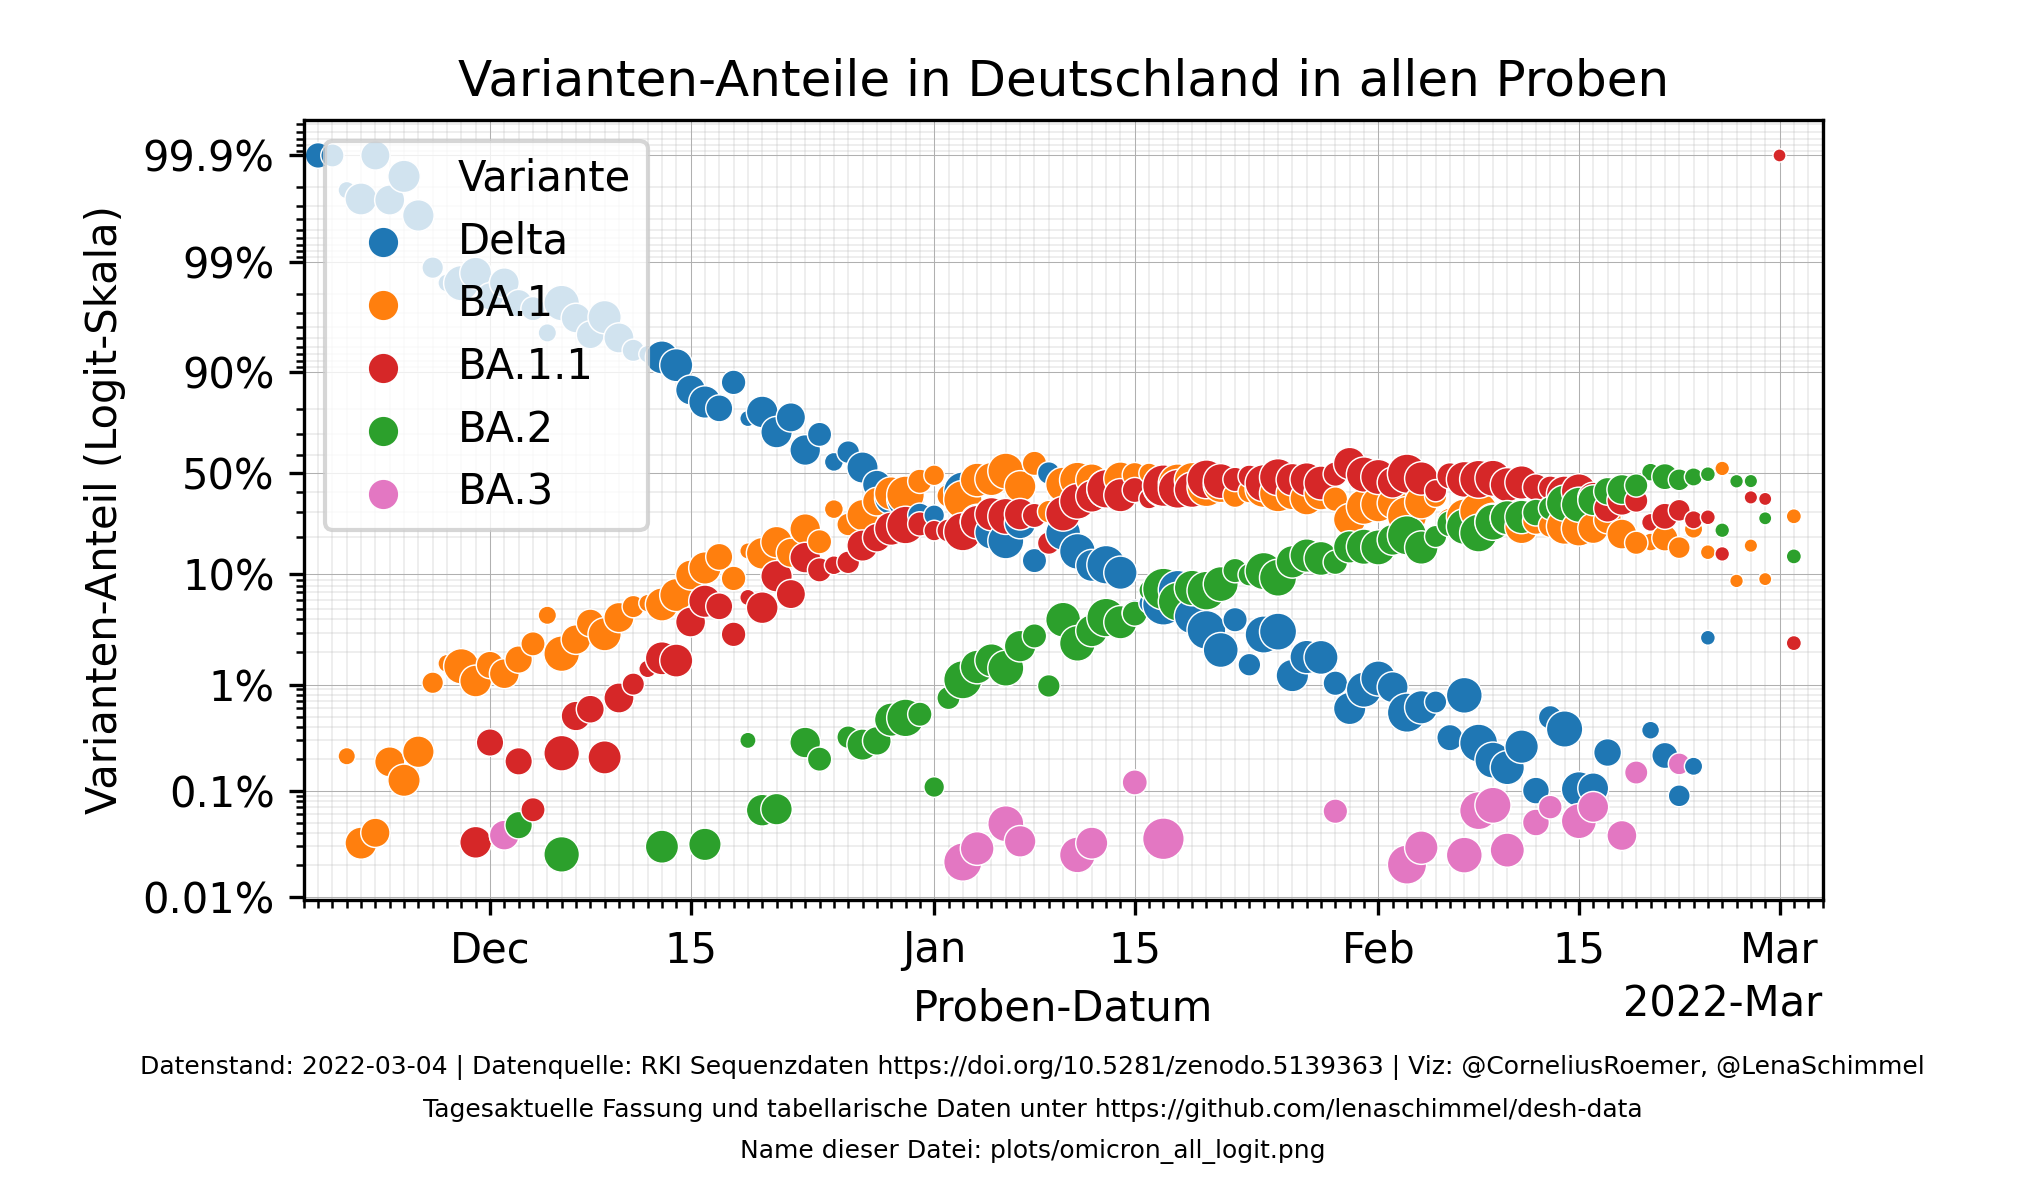 Varianten-Anteile in Deutschland in allen Proben
Varianten-Anteil (Logit-Skala)
99.9%
99%
90%
50%
10%
1%
0.1%
0.01%
Variante
Delta
BA.1
BA.1.1
BA.2
BA.3
Dec 15 Jan 15 Feb 15 Mar
Proben-Datum
2022-Mar
Datenstand: 2022-03-04 | Datenquelle: RKI Sequenzdaten https://doi.org/10.5281/zenodo.5139363 | Viz: @CorneliusRoemer, @LenaSchimmel
Tagesaktuelle Fassung und tabellarische Daten unter https://github.com/lenaschimmel/desh-data
Name dieser Datei: plots/omicron_all_logit.png